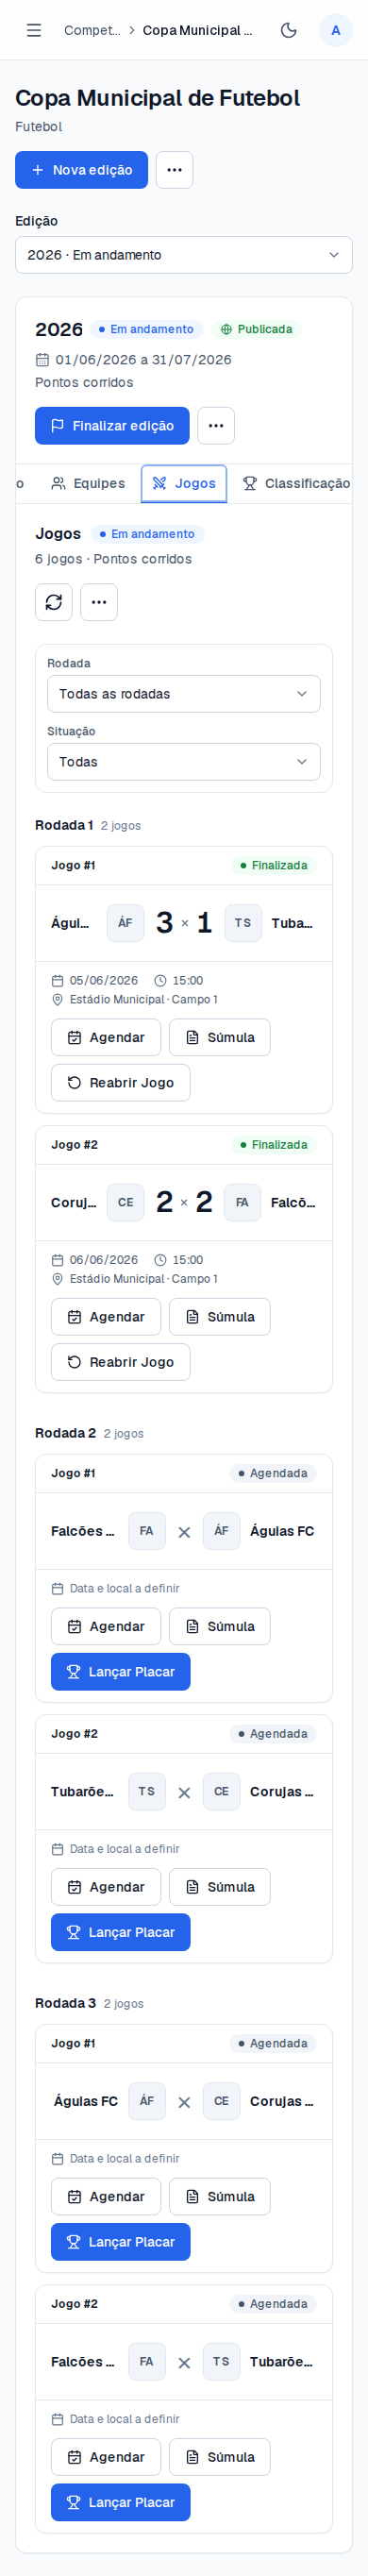 Compet... > Copa Municipal ... A
Copa Municipal de Futebol
Futebol
+ Nova edição ...
Edição
2026 · Em andamento
2026 Em andamento Publicada
01/06/2026 a 31/07/2026
Pontos corridos
Finalizar edição ...
o Equipes Jogos Classificação
Jogos Em andamento
6 jogos · Pontos corridos
...
Rodada
Todas as rodadas
Situação
Todas
Rodada 1 2 jogos
Jogo #1 Finalizada
Águi... ÁF 3 × 1 TS Tuba...
05/06/2026 15:00
Estádio Municipal · Campo 1
Agendar Súmula
Reabrir Jogo
Jogo #2 Finalizada
Coruj... CE 2 × 2 FA Falcõ...
06/06/2026 15:00
Estádio Municipal · Campo 1
Agendar Súmula
Reabrir Jogo
Rodada 2 2 jogos
Jogo #1 Agendada
Falcões ... FA × ÁF Águias FC
Data e local a definir
Agendar Súmula
Lançar Placar
Jogo #2 Agendada
Tubarõe... TS × CE Corujas ...
Data e local a definir
Agendar Súmula
Lançar Placar
Rodada 3 2 jogos
Jogo #1 Agendada
Águias FC ÁF × CE Corujas ...
Data e local a definir
Agendar Súmula
Lançar Placar
Jogo #2 Agendada
Falcões ... FA × TS Tubarõe...
Data e local a definir
Agendar Súmula
Lançar Placar